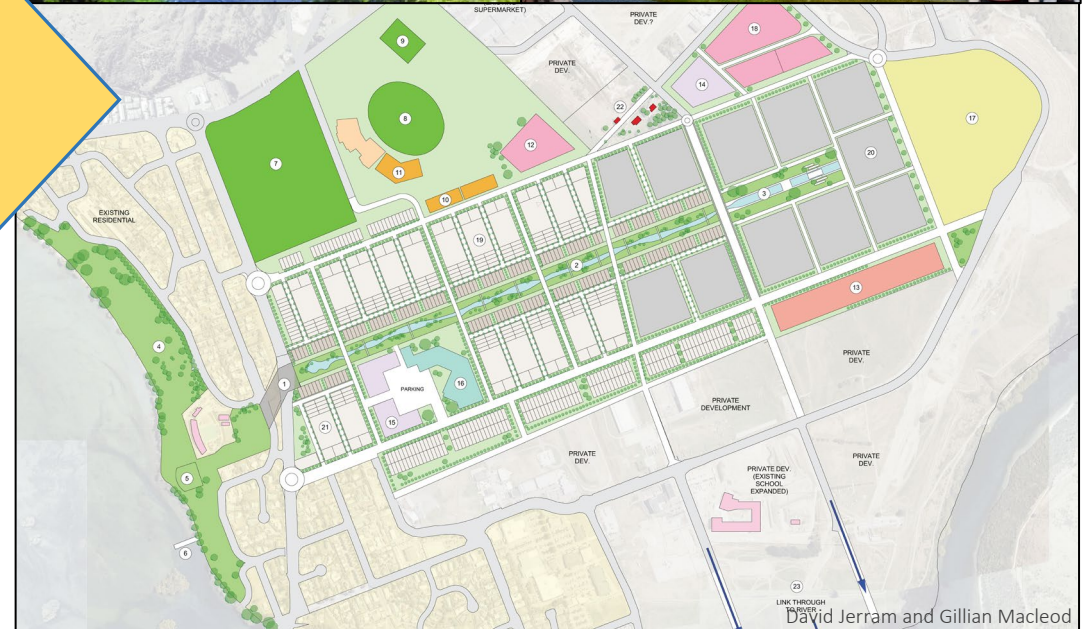 SUPERMARKET)
PRIVATE
DEV.?
18
9
PRIVATE
DEV.
14
22
8
17
7
12
20
11
3
10
EXISTING
RESIDENTIAL
19
2
13
4
PRIVATE
DEV.
1
16
PARKING
PRIVATE
DEVELOPMENT
21
15
PRIVATE
DEV.
PRIVATE
DEV.
PRIVATE DEV.
(EXISTING
SCHOOL
EXPANDED)
5
6
23
LINK THROUGH
TO RIVER
David Jerram and Gillian Macleod